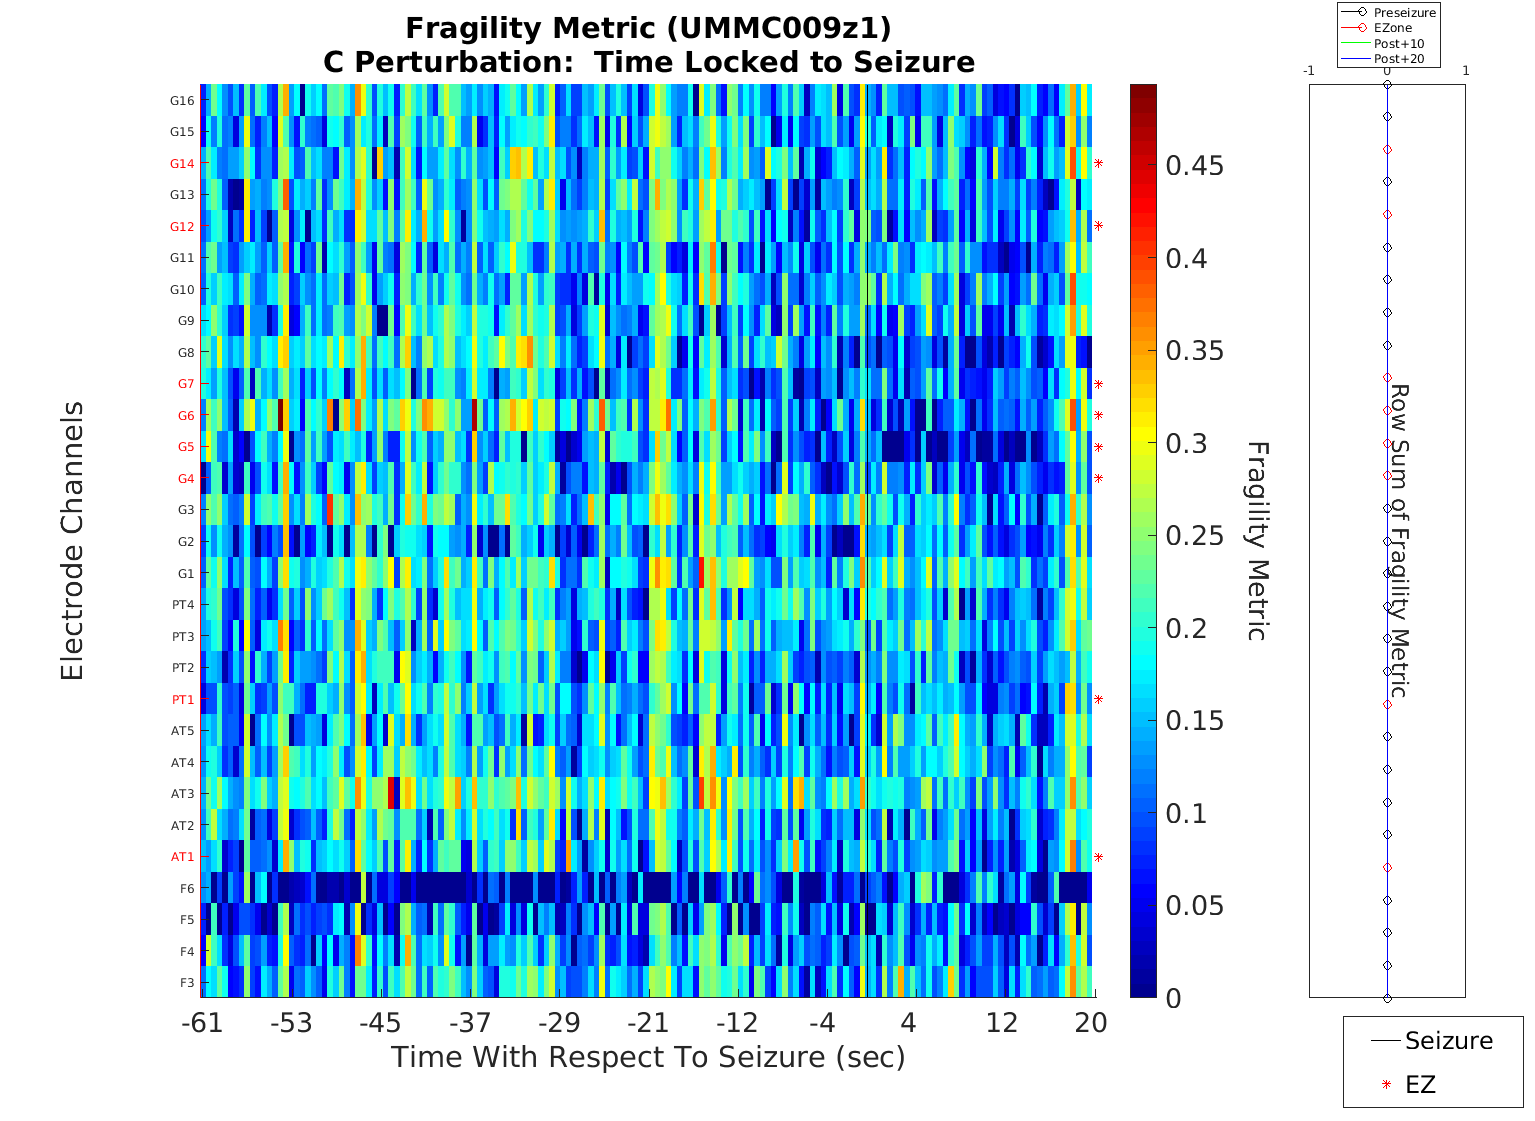 Fragility Metric (UMMC009z1)
C Perturbation:  Time Locked to Seizure
Electrode Channels
G16
G15
G14
G13
G12
G11
G10
G9
G8
G7
G6
G5
G4
G3
G2
G1
PT4
PT3
PT2
PT1
AT5
AT4
AT3
AT2
AT1
F6
F5
F4
F3
-61 -53 -45 -37 -29 -21 -12 -4 4 12 20
Time With Respect To Seizure (sec)
0.45
0.4
0.35
0.3
0.25
0.2
0.15
0.1
0.05
0
Fragility Metric
Preseizure
EZone
Post+10
Post+20
-1 0 1
Row Sum of Fragility Metric
Seizure
EZ